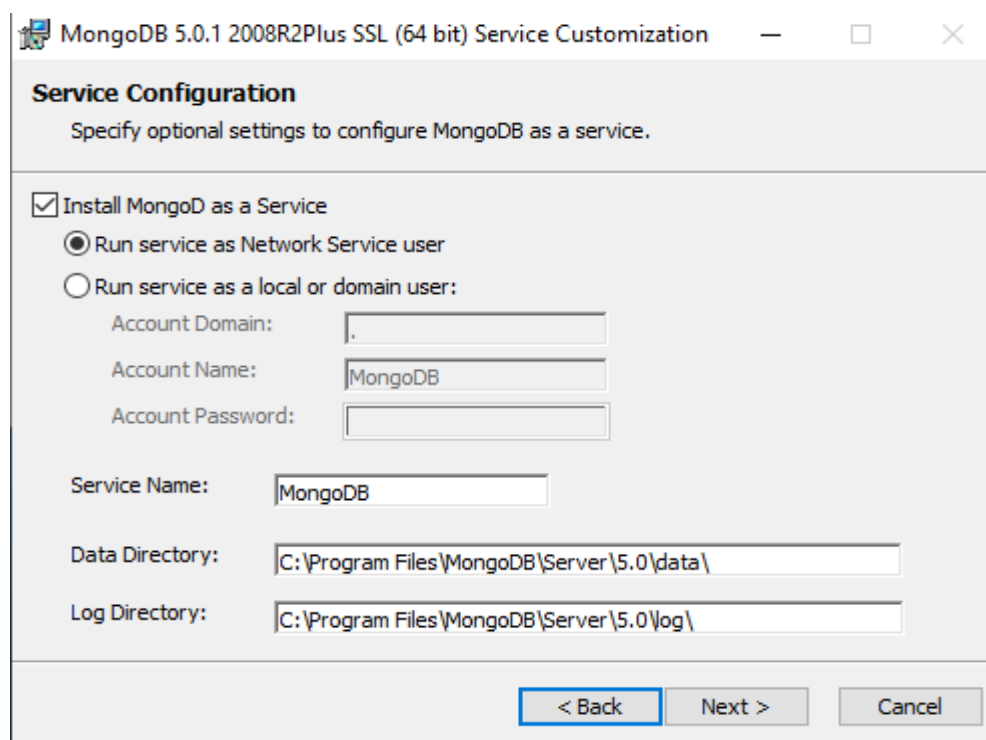 MongoDB 5.0.1 2008R2Plus SSL (64 bit) Service Customization
Service Configuration
Specify optional settings to configure MongoDB as a service.
Install MongoD as a Service
Run service as Network Service user
Run service as a local or domain user:
Account Domain: .
Account Name: MongoDB
Account Password:
Service Name: MongoDB
Data Directory: C:\Program Files\MongoDB\Server\5.0\data\
Log Directory: C:\Program Files\MongoDB\Server\5.0\log\
< Back Next > Cancel